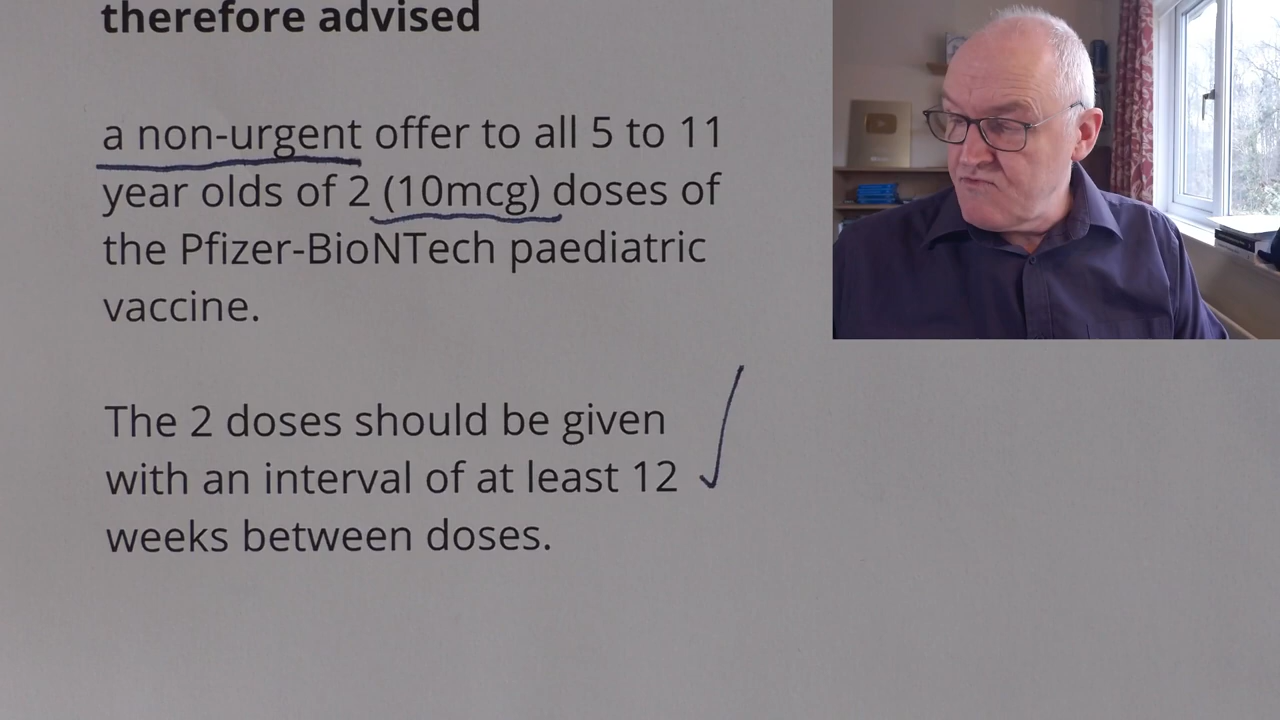 therefore advised
a non-urgent offer to all 5 to 11
year olds of 2 (10mcg) doses of
the Pfizer-BioNTech paediatric
vaccine.
The 2 doses should be given
with an interval of at least 12
weeks between doses.